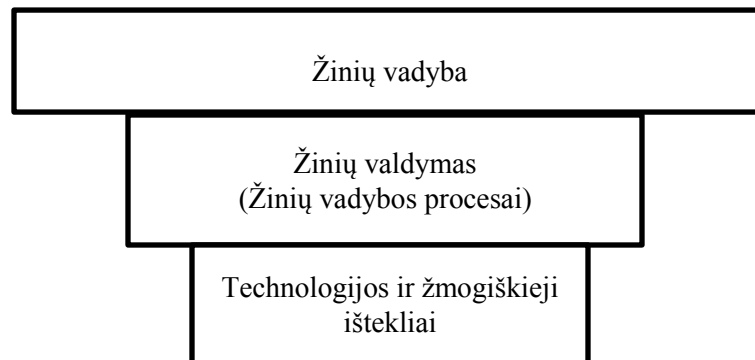 Žinių vadyba
Žinių valdymas
(Žinių vadybos procesai)
Technologijos ir žmogiškieji
ištekliai